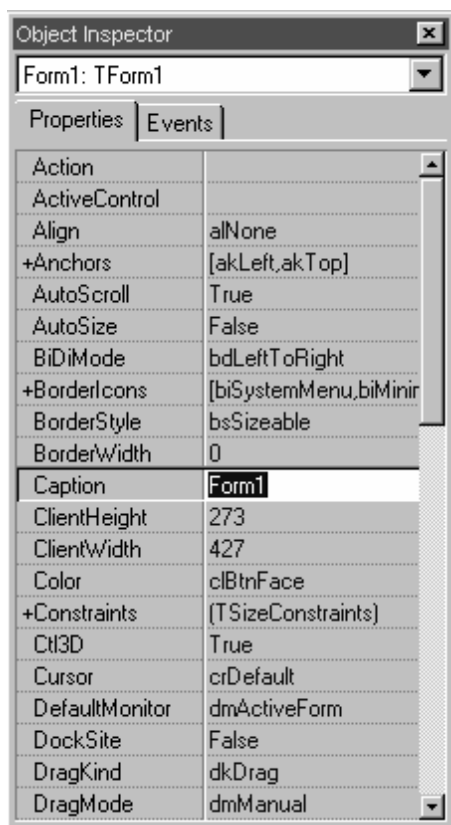 Object Inspector
Form1: TForm1
Properties Events
Action
ActiveControl
Align alNone
+Anchors [akLeft,akTop]
AutoScroll True
AutoSize False
BiDiMode bdLeftToRight
+BorderIcons [biSystemMenu,biMinir
BorderStyle bsSizeable
BorderWidth 0
Caption Form1
ClientHeight 273
ClientWidth 427
Color clBtnFace
+Constraints (TSizeConstraints)
Ctl3D True
Cursor crDefault
DefaultMonitor dmActiveForm
DockSite False
DragKind dkDrag
DragMode dmManual